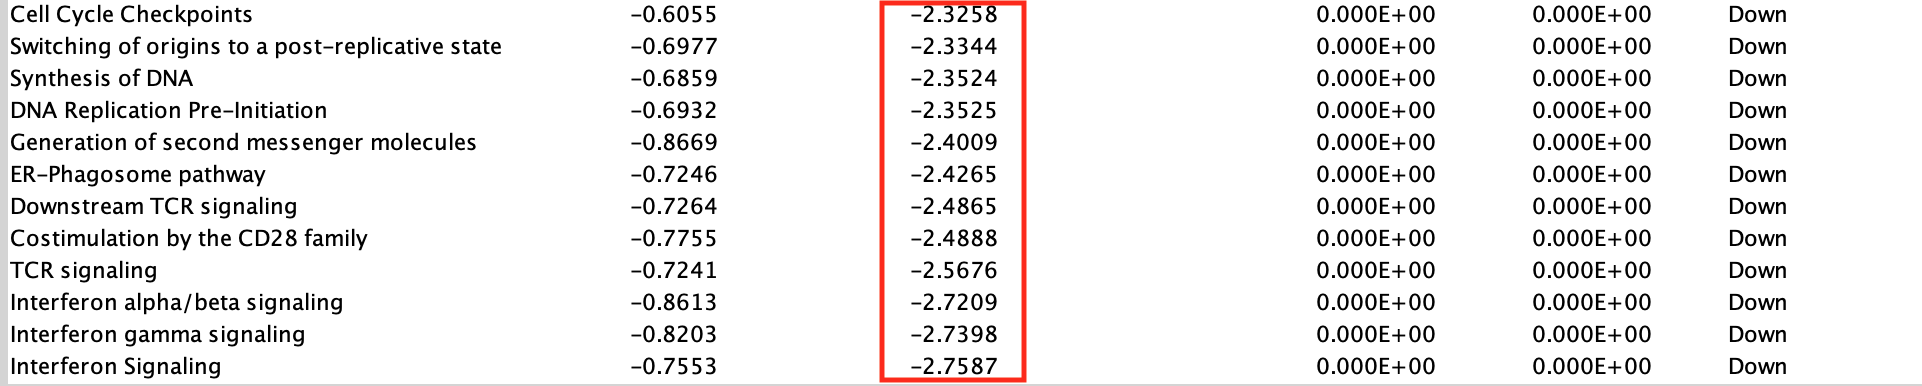 Cell Cycle Checkpoints −0.6055 −2.3258 0.000E+00 0.000E+00 Down
Switching of origins to a post−replicative state −0.6977 −2.3344 0.000E+00 0.000E+00 Down
Synthesis of DNA −0.6859 −2.3524 0.000E+00 0.000E+00 Down
DNA Replication Pre−Initiation −0.6932 −2.3525 0.000E+00 0.000E+00 Down
Generation of second messenger molecules −0.8669 −2.4009 0.000E+00 0.000E+00 Down
ER−Phagosome pathway −0.7246 −2.4265 0.000E+00 0.000E+00 Down
Downstream TCR signaling −0.7264 −2.4865 0.000E+00 0.000E+00 Down
Costimulation by the CD28 family −0.7755 −2.4888 0.000E+00 0.000E+00 Down
TCR signaling −0.7241 −2.5676 0.000E+00 0.000E+00 Down
Interferon alpha/beta signaling −0.8613 −2.7209 0.000E+00 0.000E+00 Down
Interferon gamma signaling −0.8203 −2.7398 0.000E+00 0.000E+00 Down
Interferon Signaling −0.7553 −2.7587 0.000E+00 0.000E+00 Down